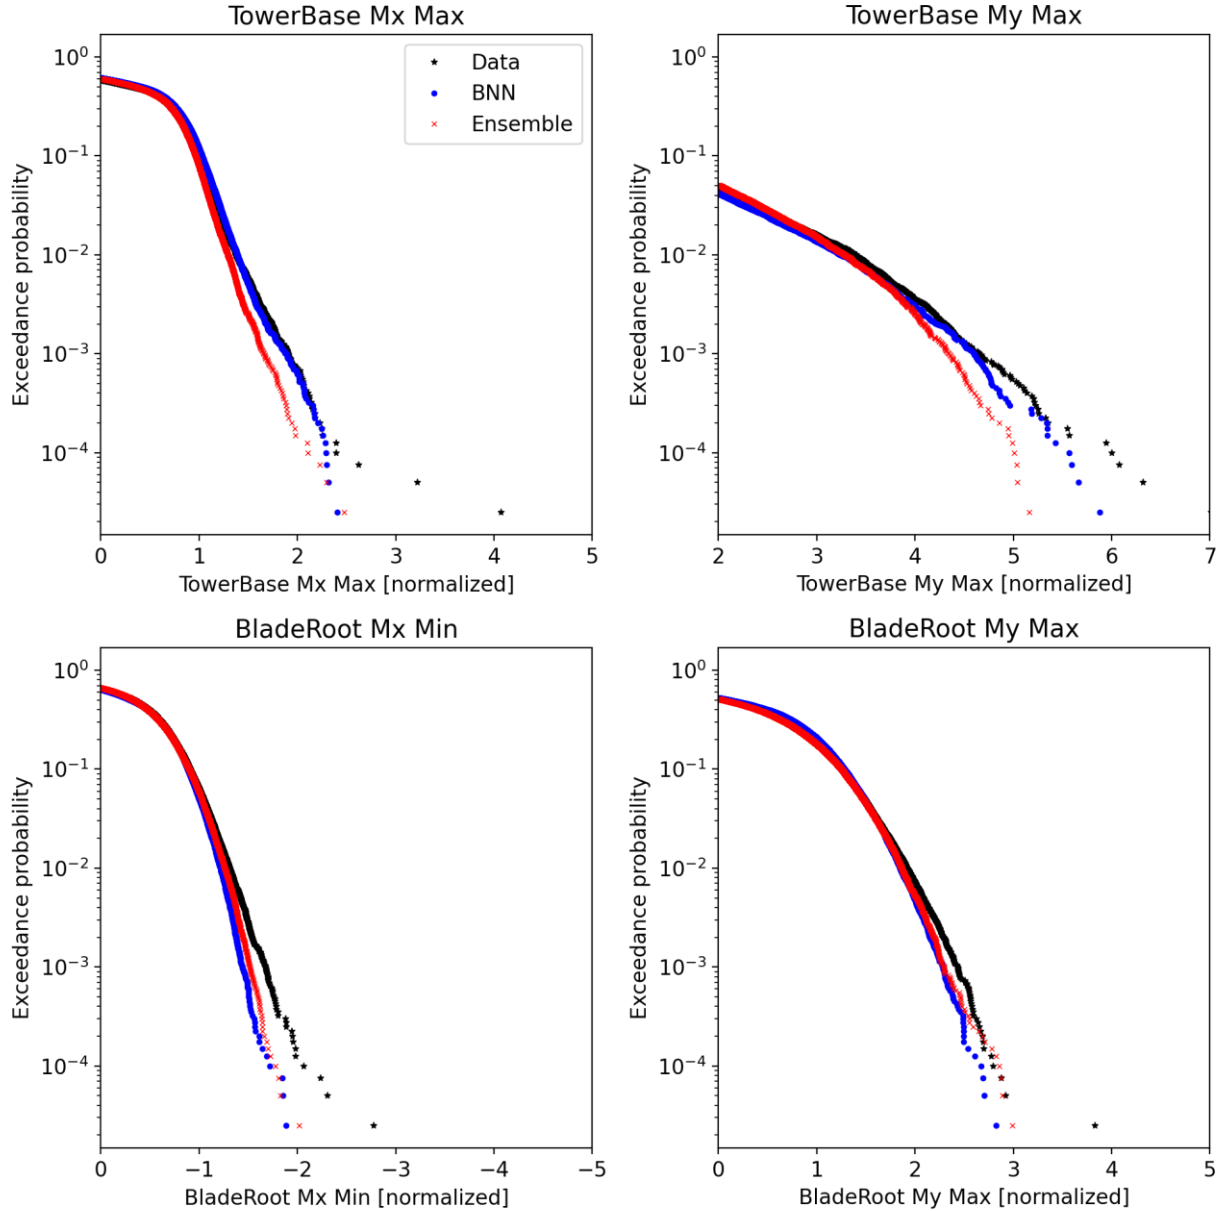 TowerBase Mx Max
Exceedance probability
10⁰
10⁻¹
10⁻²
10⁻³
10⁻⁴
Data
BNN
Ensemble
0 1 2 3 4 5
TowerBase Mx Max [normalized]
TowerBase My Max
Exceedance probability
10⁰
10⁻¹
10⁻²
10⁻³
10⁻⁴
2 3 4 5 6 7
TowerBase My Max [normalized]
BladeRoot Mx Min
Exceedance probability
10⁰
10⁻¹
10⁻²
10⁻³
10⁻⁴
0 −1 −2 −3 −4 −5
BladeRoot Mx Min [normalized]
BladeRoot My Max
Exceedance probability
10⁰
10⁻¹
10⁻²
10⁻³
10⁻⁴
0 1 2 3 4 5
BladeRoot My Max [normalized]